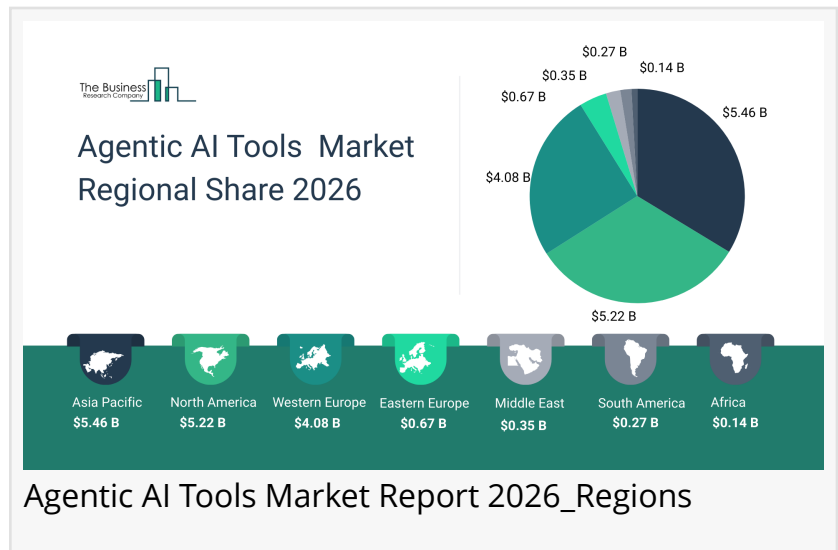 The Business
Research Company
Agentic AI Tools Market
Regional Share 2026
$0.27 B
$0.14 B
$0.35 B
$0.67 B
$5.46 B
$4.08 B
$5.22 B
Asia Pacific
$5.46 B
North America
$5.22 B
Western Europe
$4.08 B
Eastern Europe
$0.67 B
Middle East
$0.35 B
South America
$0.27 B
Africa
$0.14 B
Agentic AI Tools Market Report 2026_Regions